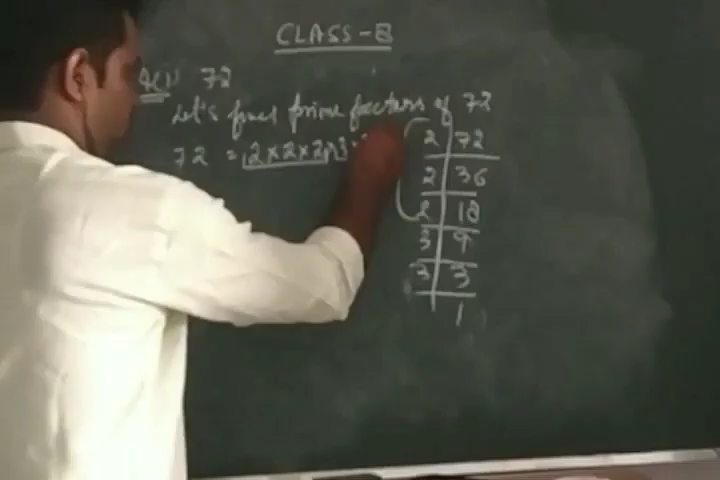 CLASS-8
4(i) 72
Let's find prime factors of 72
72 = 2×2×2×3×
2 | 72
2 | 36
2 | 18
3 | 9
3 | 3
1